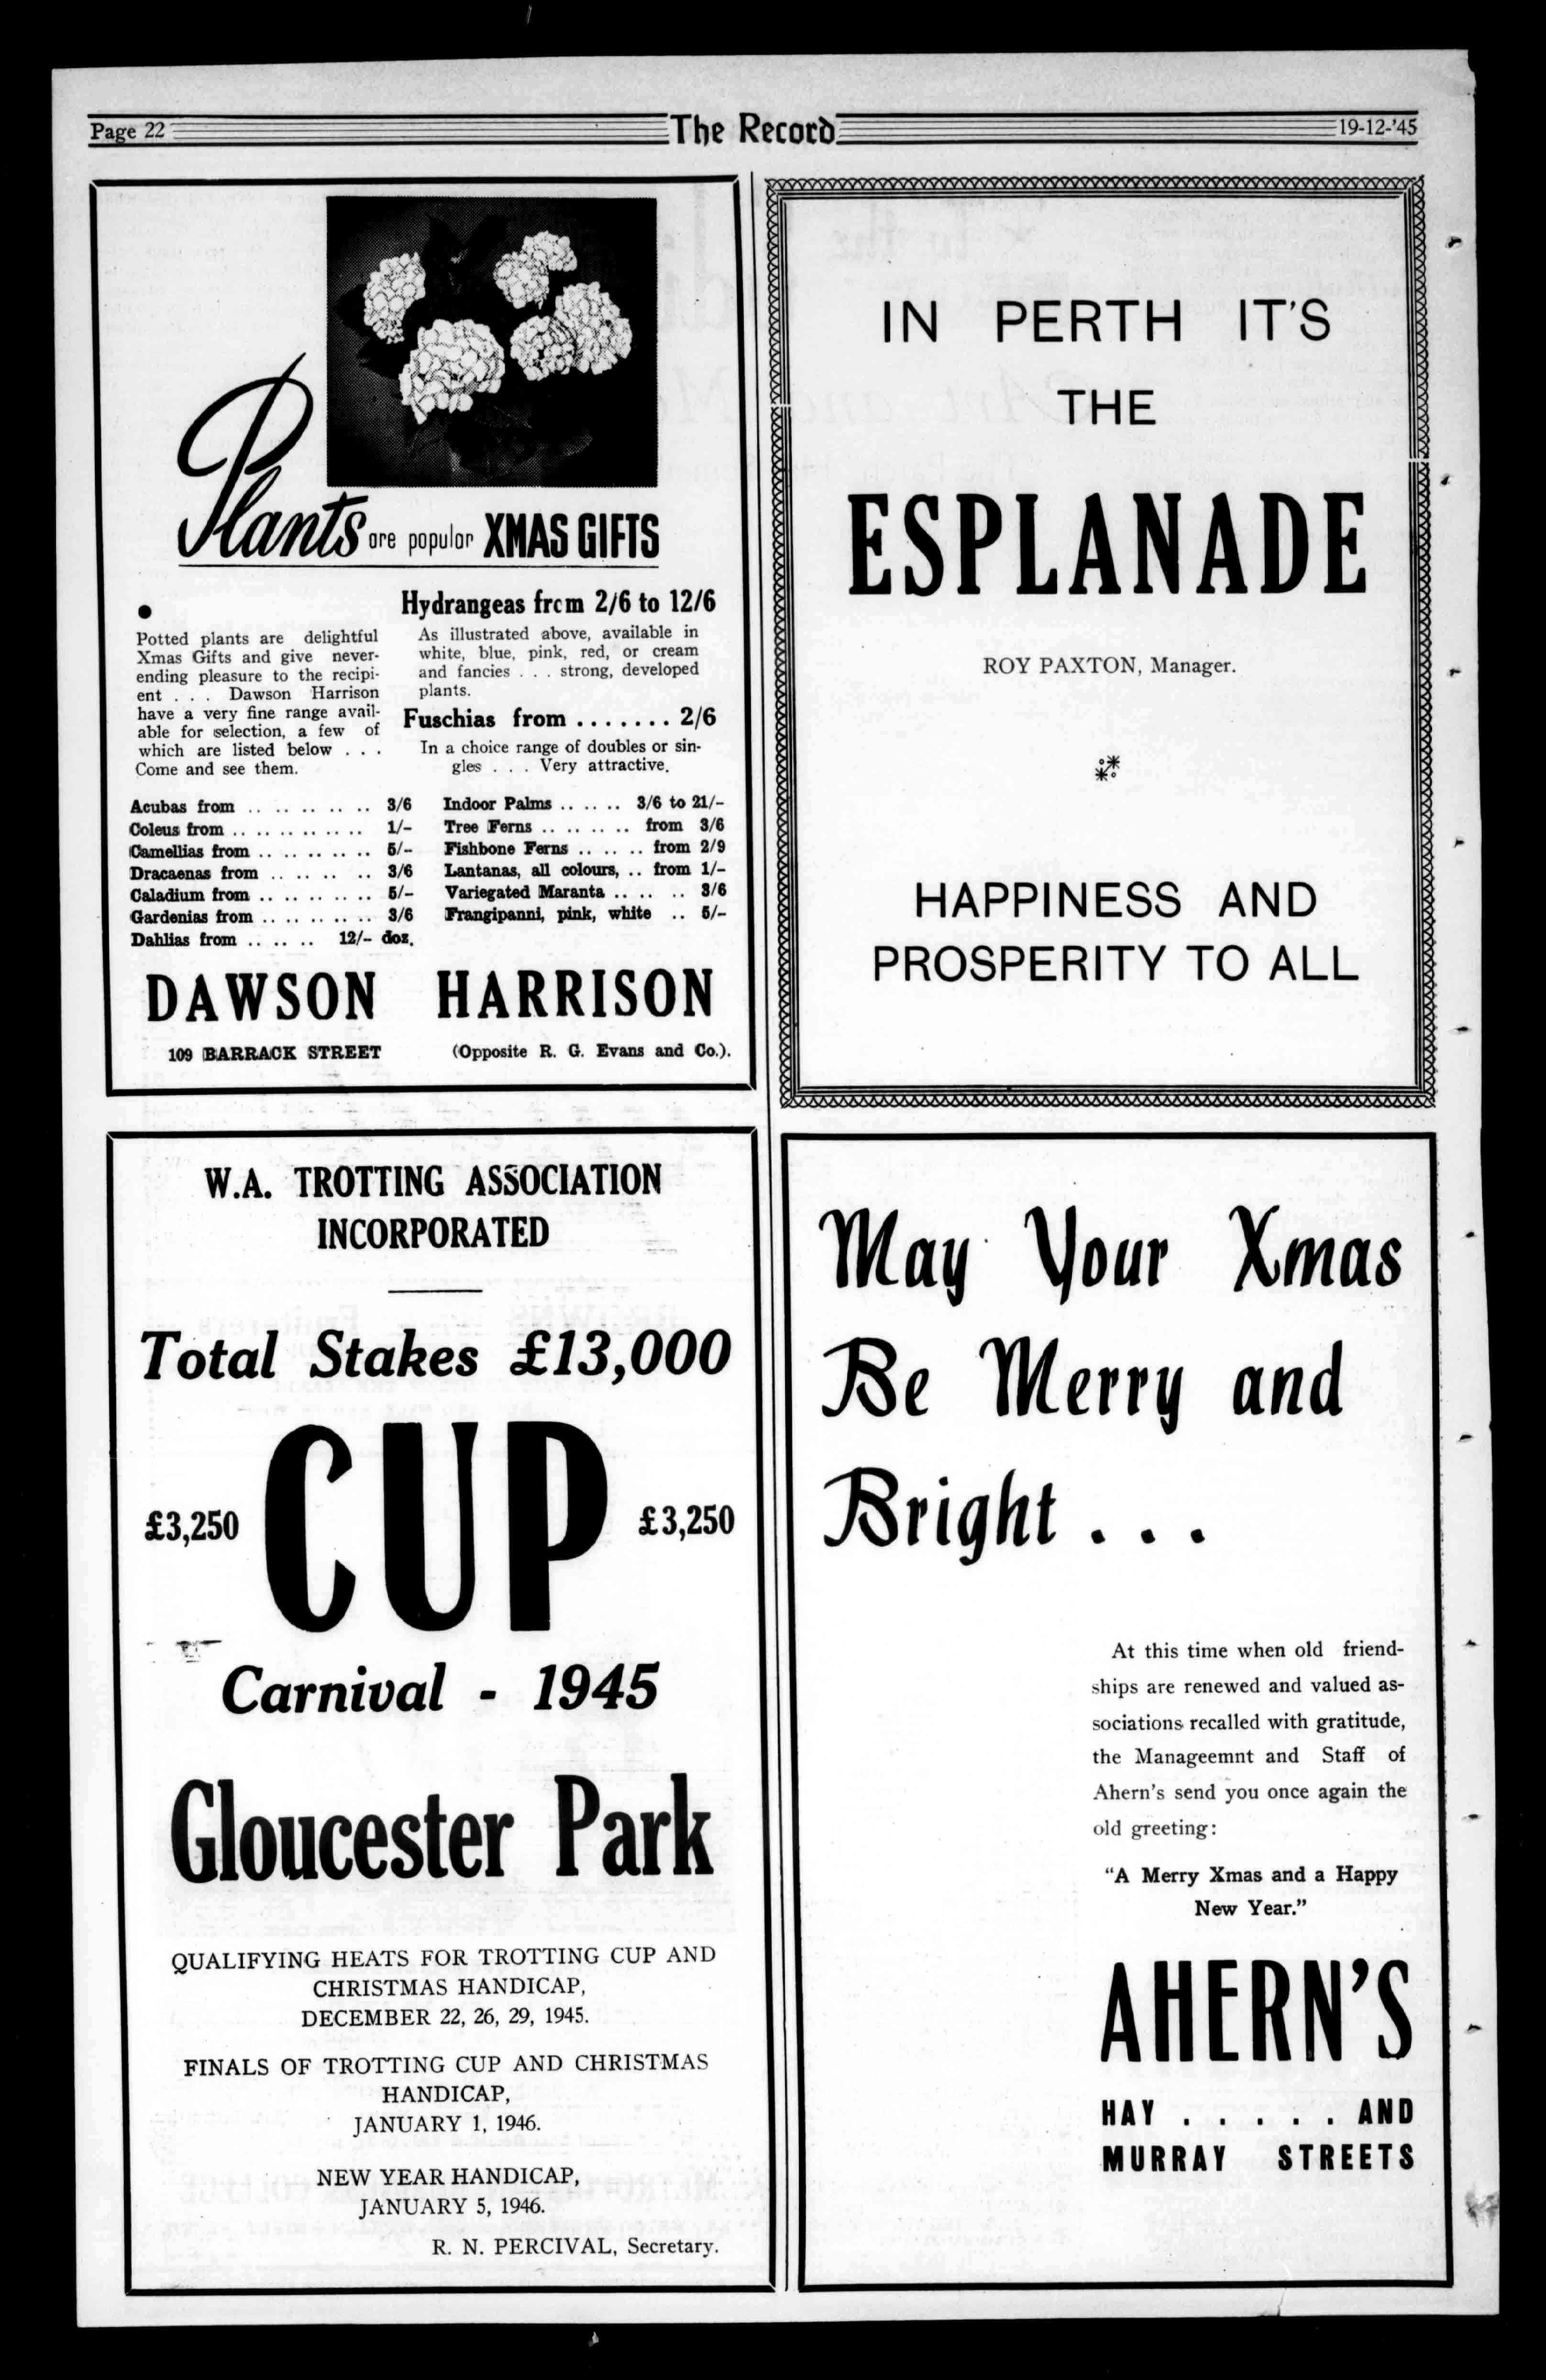 Page 22
The Record
19-12-'45
Plants are popular XMAS GIFTS
Potted plants are delightful
Xmas Gifts and give never-
ending pleasure to the recipi-
ent . . . Dawson Harrison
have a very fine range avail-
able for selection, a few of
which are listed below . . .
Come and see them.
Hydrangeas frcm 2/6 to 12/6
As illustrated above, available in
white, blue, pink, red, or cream
and fancies . . . strong, developed
plants.
Fuschias from ....... 2/6
In a choice range of doubles or sin-
gles . . . Very attractive.
Acubas from .. .. .. .. .. .. 3/6
Coleus from .. .. .. .. .. .. 1/-
Camellias from .. .. .. .. .. 5/-
Dracaenas from .. .. .. .. .. 3/6
Caladium from .. .. .. .. .. 5/-
Gardenias from .. .. .. .. .. 3/6
Dahlias from .. .. .. 12/- doz.
Indoor Palms .. .. .. 3/6 to 21/-
Tree Ferns .. .. .. .. from 3/6
Fishbone Ferns .. .. .. from 2/9
Lantanas, all colours, .. from 1/-
Variegated Maranta .. .. .. 3/6
Frangipanni, pink, white .. 5/-
DAWSON HARRISON
109 BARRACK STREET (Opposite R. G. Evans and Co.).
IN PERTH IT'S
THE
ESPLANADE
ROY PAXTON, Manager.
HAPPINESS AND
PROSPERITY TO ALL
W.A. TROTTING ASSOCIATION
INCORPORATED
Total Stakes £13,000
£3,250 CUP £3,250
Carnival - 1945
Gloucester Park
QUALIFYING HEATS FOR TROTTING CUP AND
CHRISTMAS HANDICAP,
DECEMBER 22, 26, 29, 1945.
FINALS OF TROTTING CUP AND CHRISTMAS
HANDICAP,
JANUARY 1, 1946.
NEW YEAR HANDICAP,
JANUARY 5, 1946.
R. N. PERCIVAL, Secretary.
May Your Xmas
Be Merry and
Bright . . .
At this time when old friend-
ships are renewed and valued as-
sociations recalled with gratitude,
the Manageemnt and Staff of
Ahern's send you once again the
old greeting:
"A Merry Xmas and a Happy
New Year."
AHERN'S
HAY . . . . . AND
MURRAY STREETS